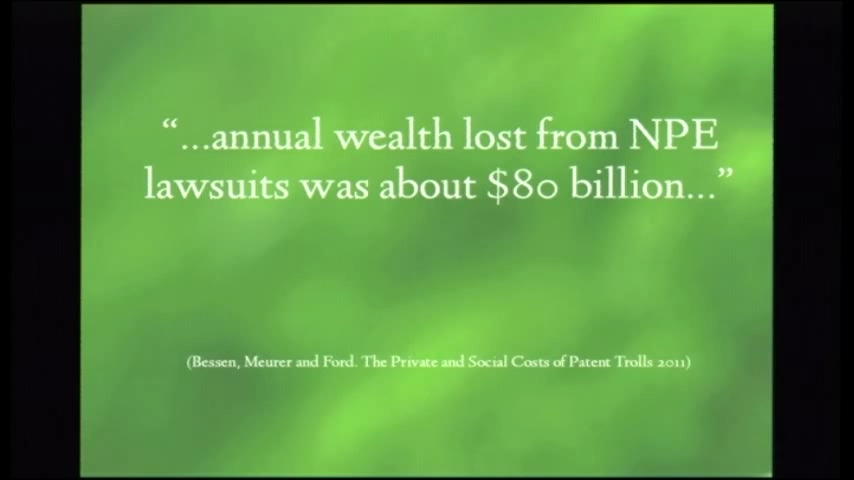 “...annual wealth lost from NPE
lawsuits was about $80 billion...”
(Bessen, Meurer and Ford. The Private and Social Costs of Patent Trolls 2011)